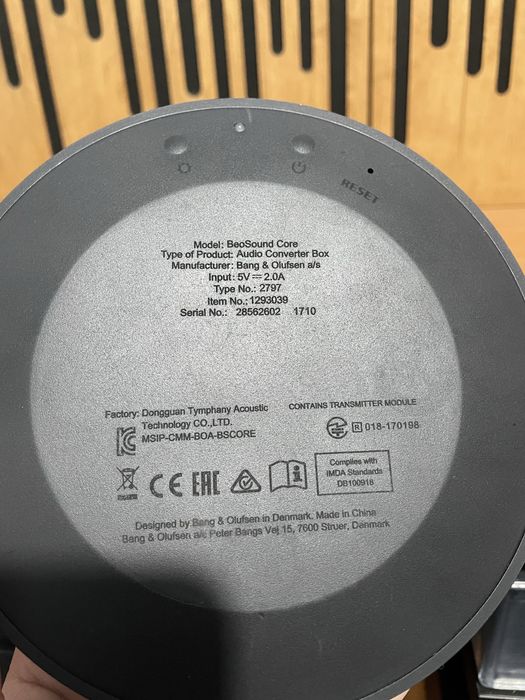 RESET
Model: BeoSound Core
Type of Product: Audio Converter Box
Manufacturer: Bang & Olufsen a/s
Input: 5V⎓2.0A
Type No.: 2797
Item No.: 1293039
Serial No.: 28562602 1710
Factory: Dongguan Tymphany Acoustic
Technology CO.,LTD.
MSIP-CMM-BOA-BSCORE
CONTAINS TRANSMITTER MODULE
R 018-170198
CE EAC
Complies with
IMDA Standards
DB100918
Designed by Bang & Olufsen in Denmark. Made in China
Bang & Olufsen a/s Peter Bangs Vej 15, 7600 Struer, Denmark